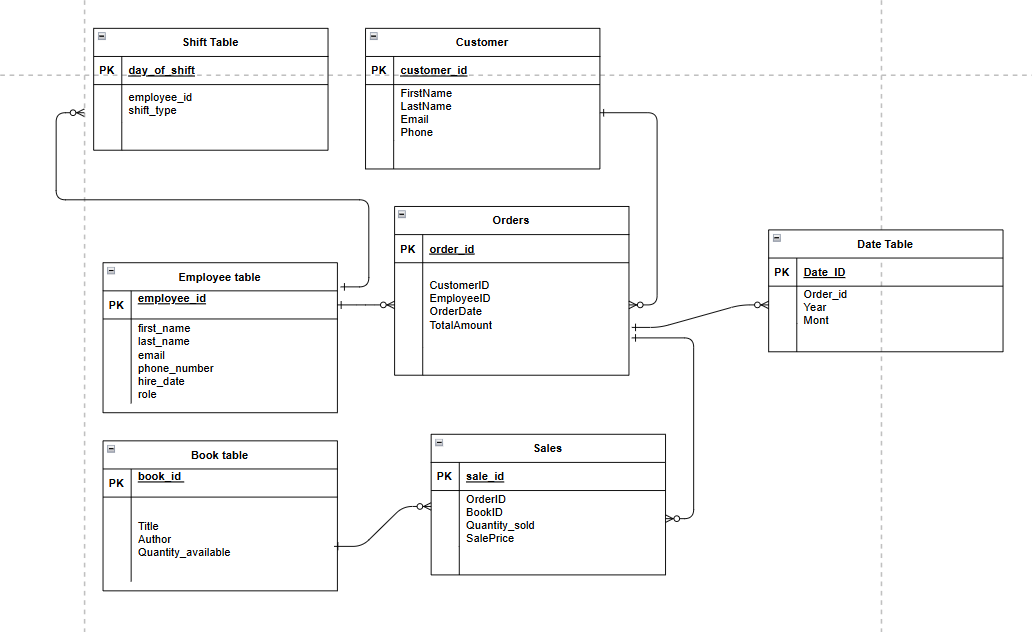 Shift Table
PK day_of_shift
employee_id
shift_type
Customer
PK customer_id
FirstName
LastName
Email
Phone
Orders
PK order_id
CustomerID
EmployeeID
OrderDate
TotalAmount
Date Table
PK Date_ID
Order_id
Year
Mont
Employee table
PK employee_id
first_name
last_name
email
phone_number
hire_date
role
Book table
PK book_id
Title
Author
Quantity_available
Sales
PK sale_id
OrderID
BookID
Quantity_sold
SalePrice